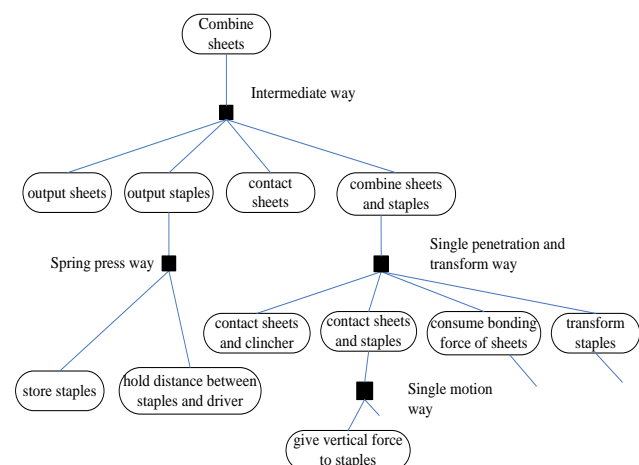 Combine
sheets
Intermediate way
output sheets
output staples
contact
sheets
combine sheets
and staples
Spring press way
Single penetration and
transform way
contact sheets
and clincher
contact sheets
and staples
consume bonding
force of sheets
transform
staples
store staples
hold distance between
staples and driver
Single motion
way
give vertical force
to staples